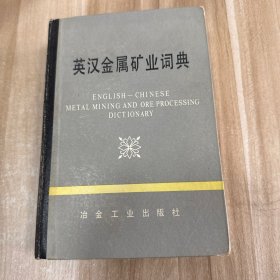 英汉金属矿业词典
ENGLISH—CHINESE
METAL MINING AND ORE PROCESSING
DICTIONARY
冶金工业出版社